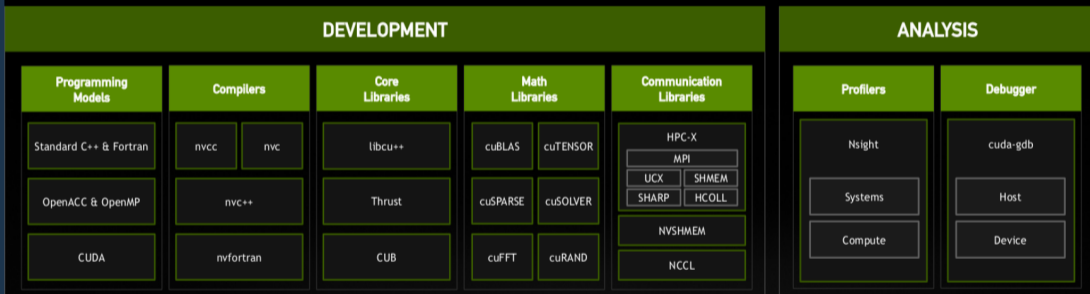 DEVELOPMENT
Programming
Models
Standard C++ & Fortran
OpenACC & OpenMP
CUDA
Compilers
nvcc
nvc
nvc++
nvfortran
Core
Libraries
libcu++
Thrust
CUB
Math
Libraries
cuBLAS
cuTENSOR
cuSPARSE
cuSOLVER
cuFFT
cuRAND
Communication
Libraries
HPC-X
MPI
UCX
SHMEM
SHARP
HCOLL
NVSHMEM
NCCL
ANALYSIS
Profilers
Nsight
Systems
Compute
Debugger
cuda-gdb
Host
Device